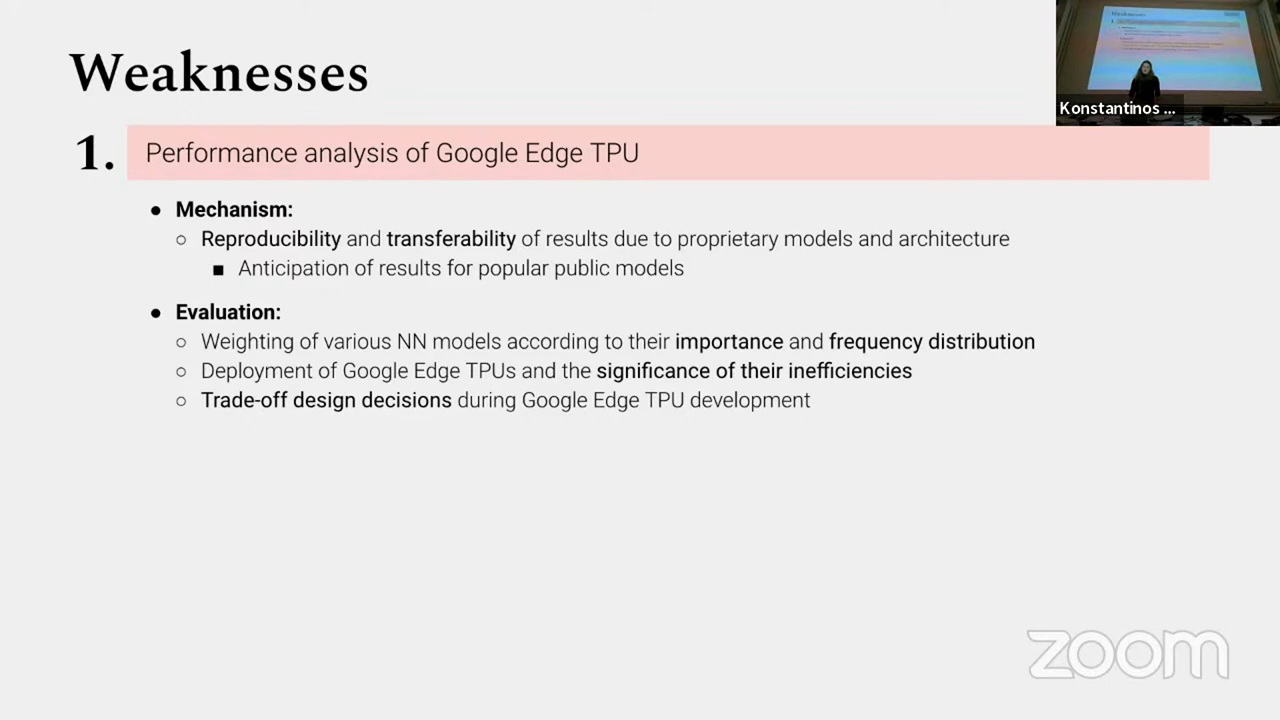 Weaknesses
Konstantinos ...
1. Performance analysis of Google Edge TPU
● Mechanism:
○ Reproducibility and transferability of results due to proprietary models and architecture
■ Anticipation of results for popular public models
● Evaluation:
○ Weighting of various NN models according to their importance and frequency distribution
○ Deployment of Google Edge TPUs and the significance of their inefficiencies
○ Trade-off design decisions during Google Edge TPU development
zoom